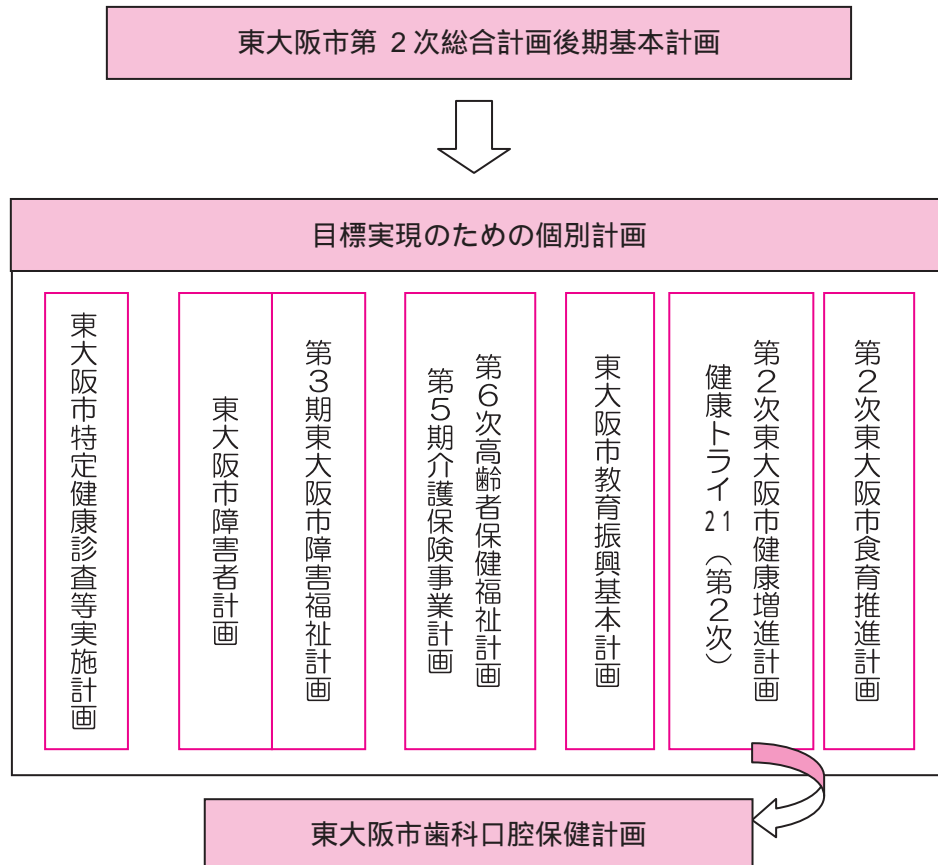 東大阪市第 2次総合計画後期基本計画
目標実現のための個別計画
第2次東大阪市食育推進計画
第2次東大阪市健康増進計画
健康トライ21(第2次)
東大阪市教育振興基本計画
第6次高齢者保健福祉計画
第5期介護保険事業計画
第3期東大阪市障害福祉計画
東大阪市障害者計画
東大阪市特定健康診査等実施計画
東大阪市歯科口腔保健計画